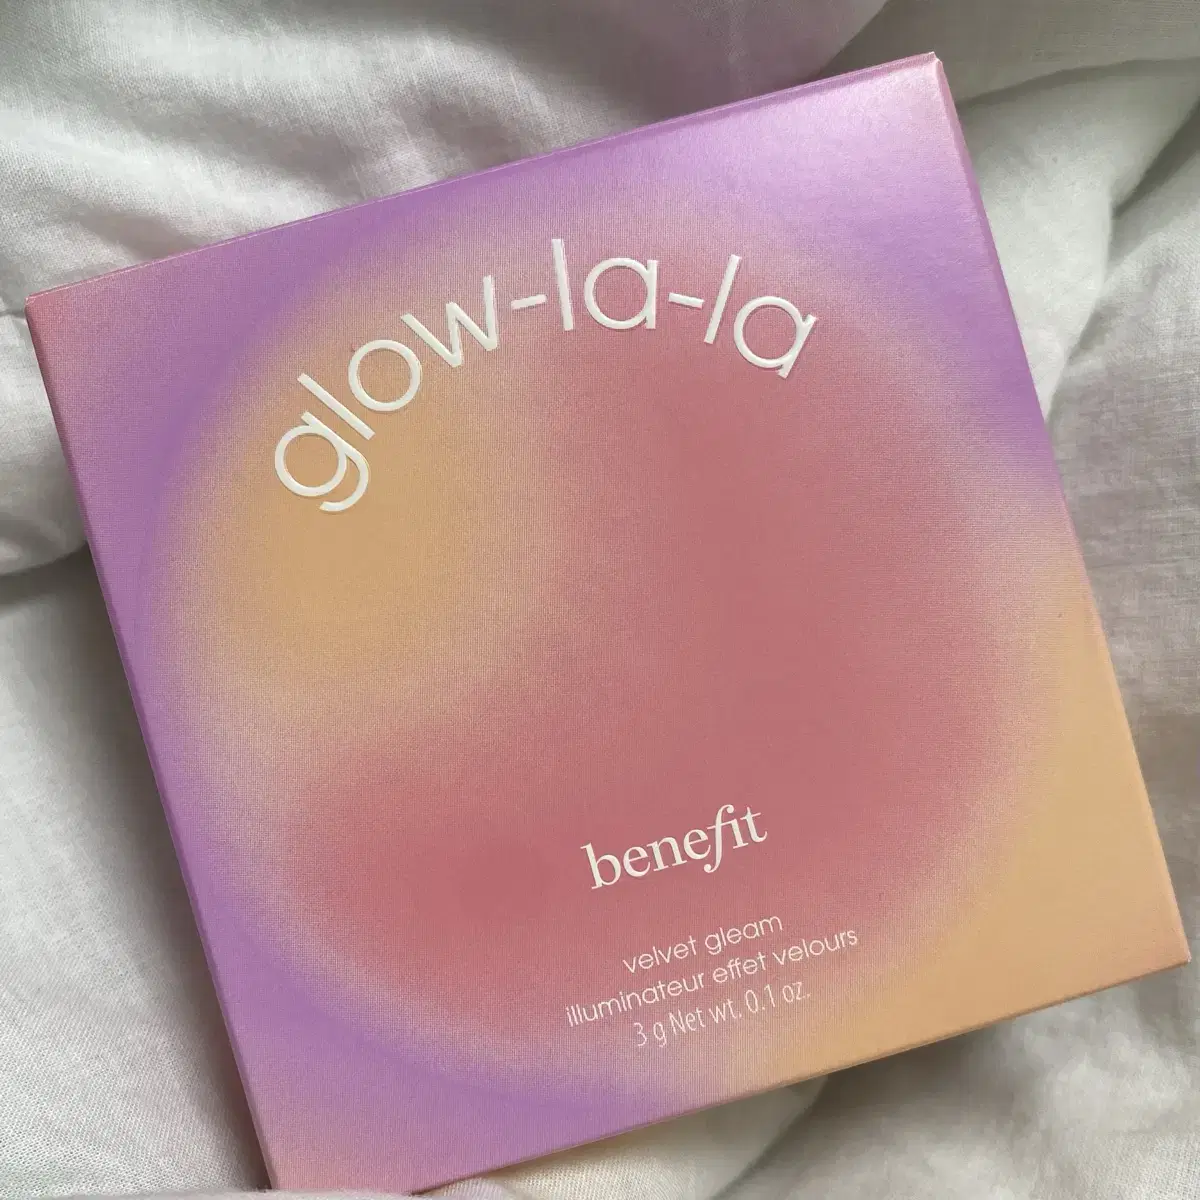 glow-la-la
benefit
velvet gleam
illuminateur effet velours
3 g Net wt. 0.1 oz.